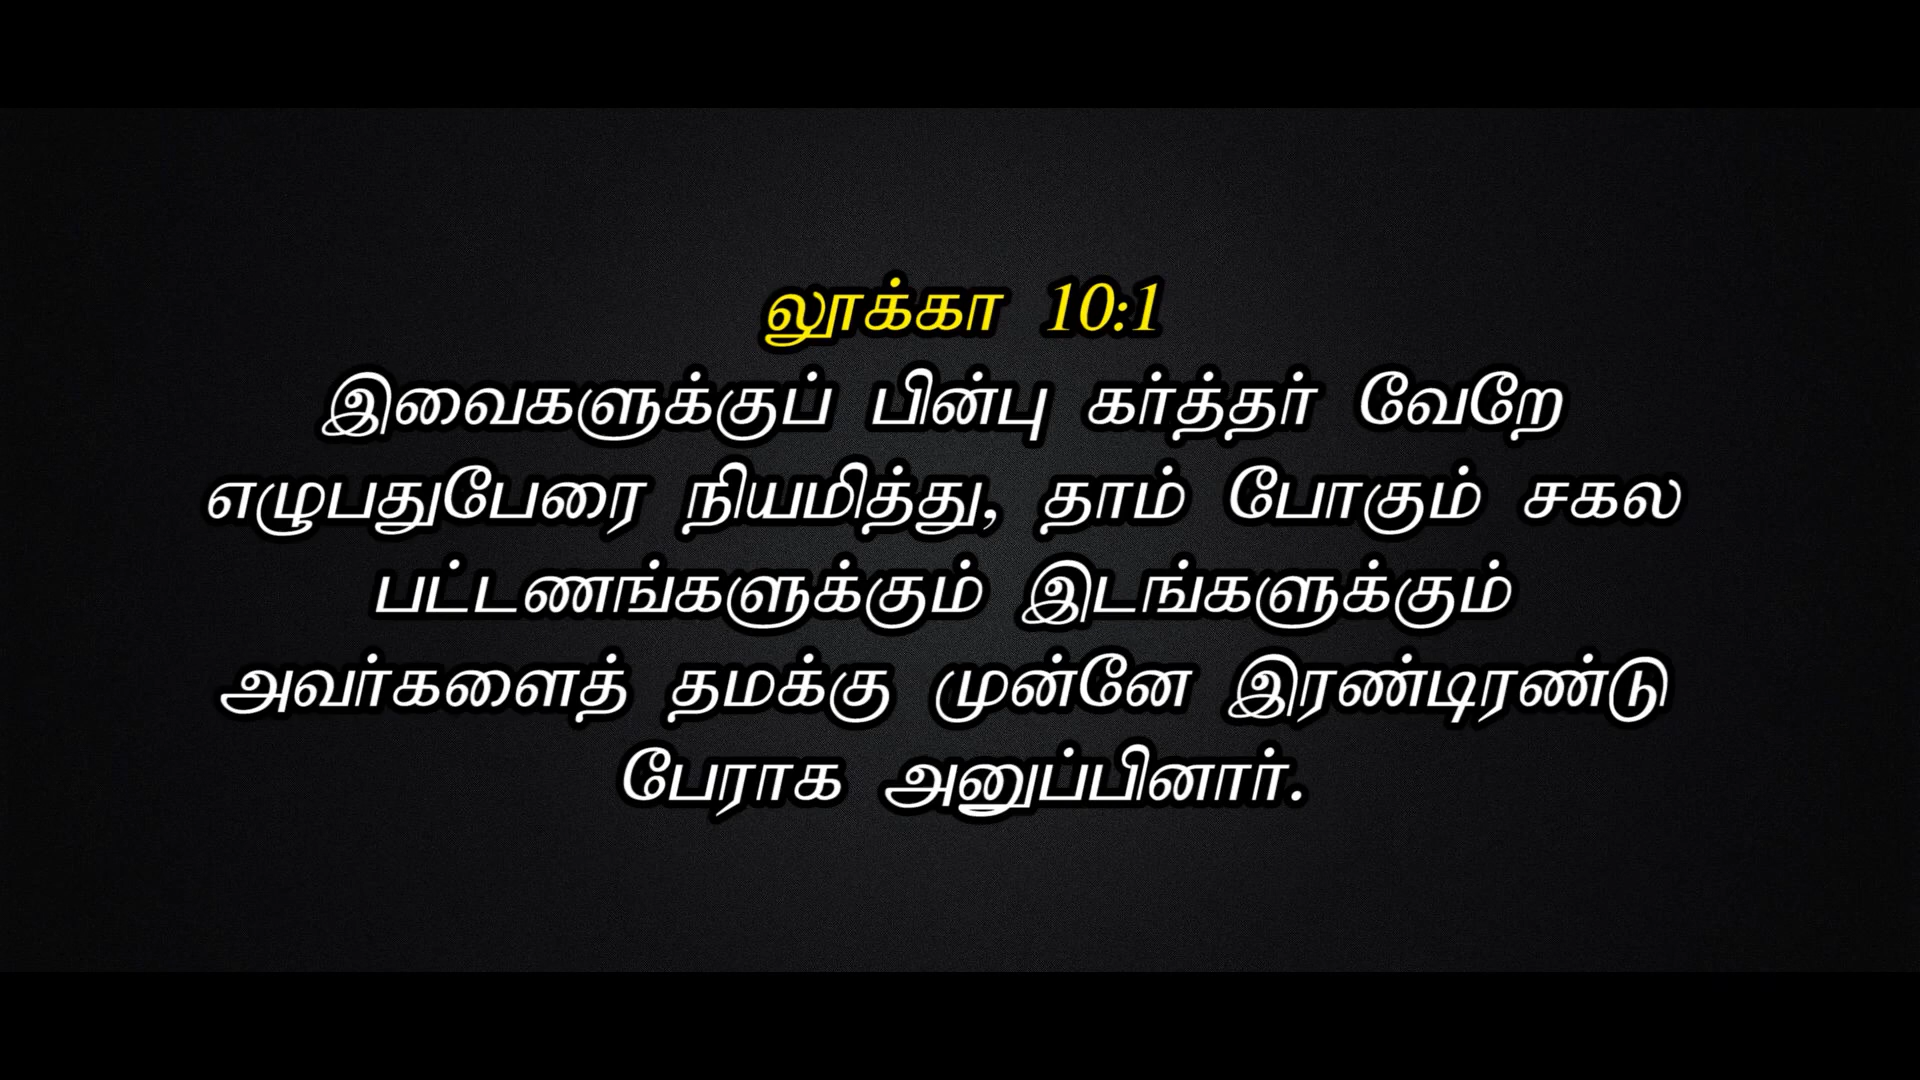 லூக்கா 10:1
இவைகளுக்குப் பின்பு கர்த்தர் வேறே
எழுபதுபேரை நியமித்து, தாம் போகும் சகல
பட்டணங்களுக்கும் இடங்களுக்கும்
அவர்களைத் தமக்கு முன்னே இரண்டிரண்டு
பேராக அனுப்பினார்.